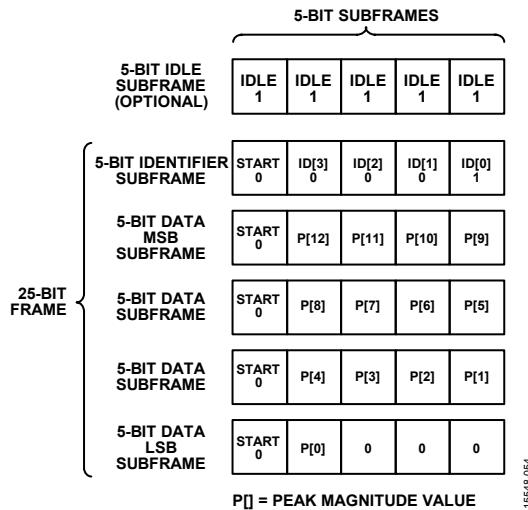 5-BIT SUBFRAMES
5-BIT IDLE
SUBFRAME
(OPTIONAL)
IDLE
1
IDLE
1
IDLE
1
IDLE
1
IDLE
1
25-BIT
FRAME
5-BIT IDENTIFIER
SUBFRAME
START
0
ID[3]
0
ID[2]
0
ID[1]
0
ID[0]
1
5-BIT DATA
MSB
SUBFRAME
START
0
P[12]
P[11]
P[10]
P[9]
5-BIT DATA
SUBFRAME
START
0
P[8]
P[7]
P[6]
P[5]
5-BIT DATA
SUBFRAME
START
0
P[4]
P[3]
P[2]
P[1]
5-BIT DATA
LSB
SUBFRAME
START
0
P[0]
0
0
0
P[] = PEAK MAGNITUDE VALUE
15548-054